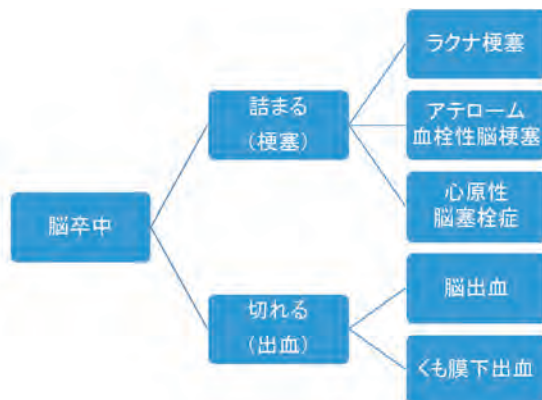 脳卒中
詰まる
（梗塞）
ラクナ梗塞
アテローム
血栓性脳梗塞
心原性
脳塞栓症
切れる
（出血）
脳出血
くも膜下出血